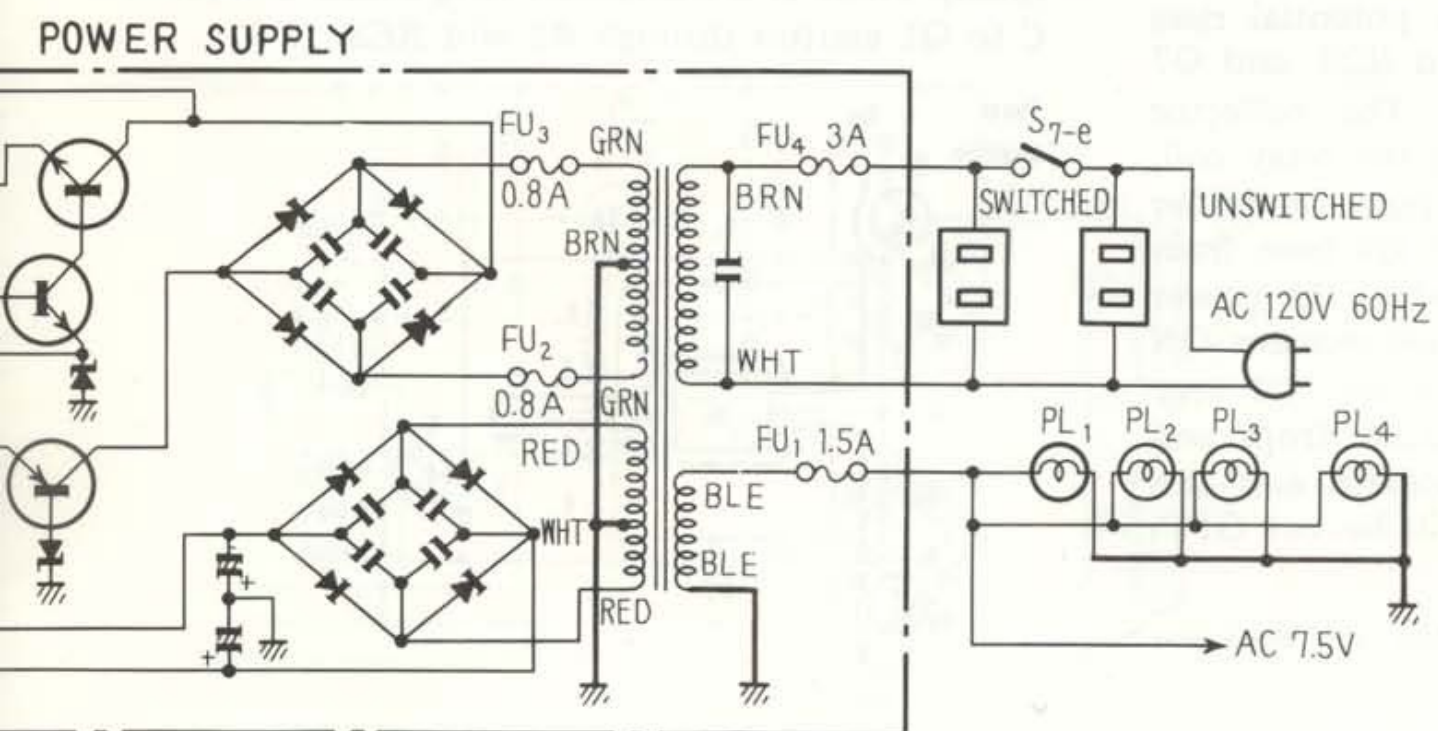 POWER SUPPLY
FU3
0.8A
GRN
BRN
FU2
0.8A
GRN
RED
WHT
RED
FU4 3A
BRN
WHT
S7-e
SWITCHED
UNSWITCHED
AC 120V 60Hz
FU1 1.5A
BLE
BLE
PL1
PL2
PL3
PL4
AC 7.5V
+
+